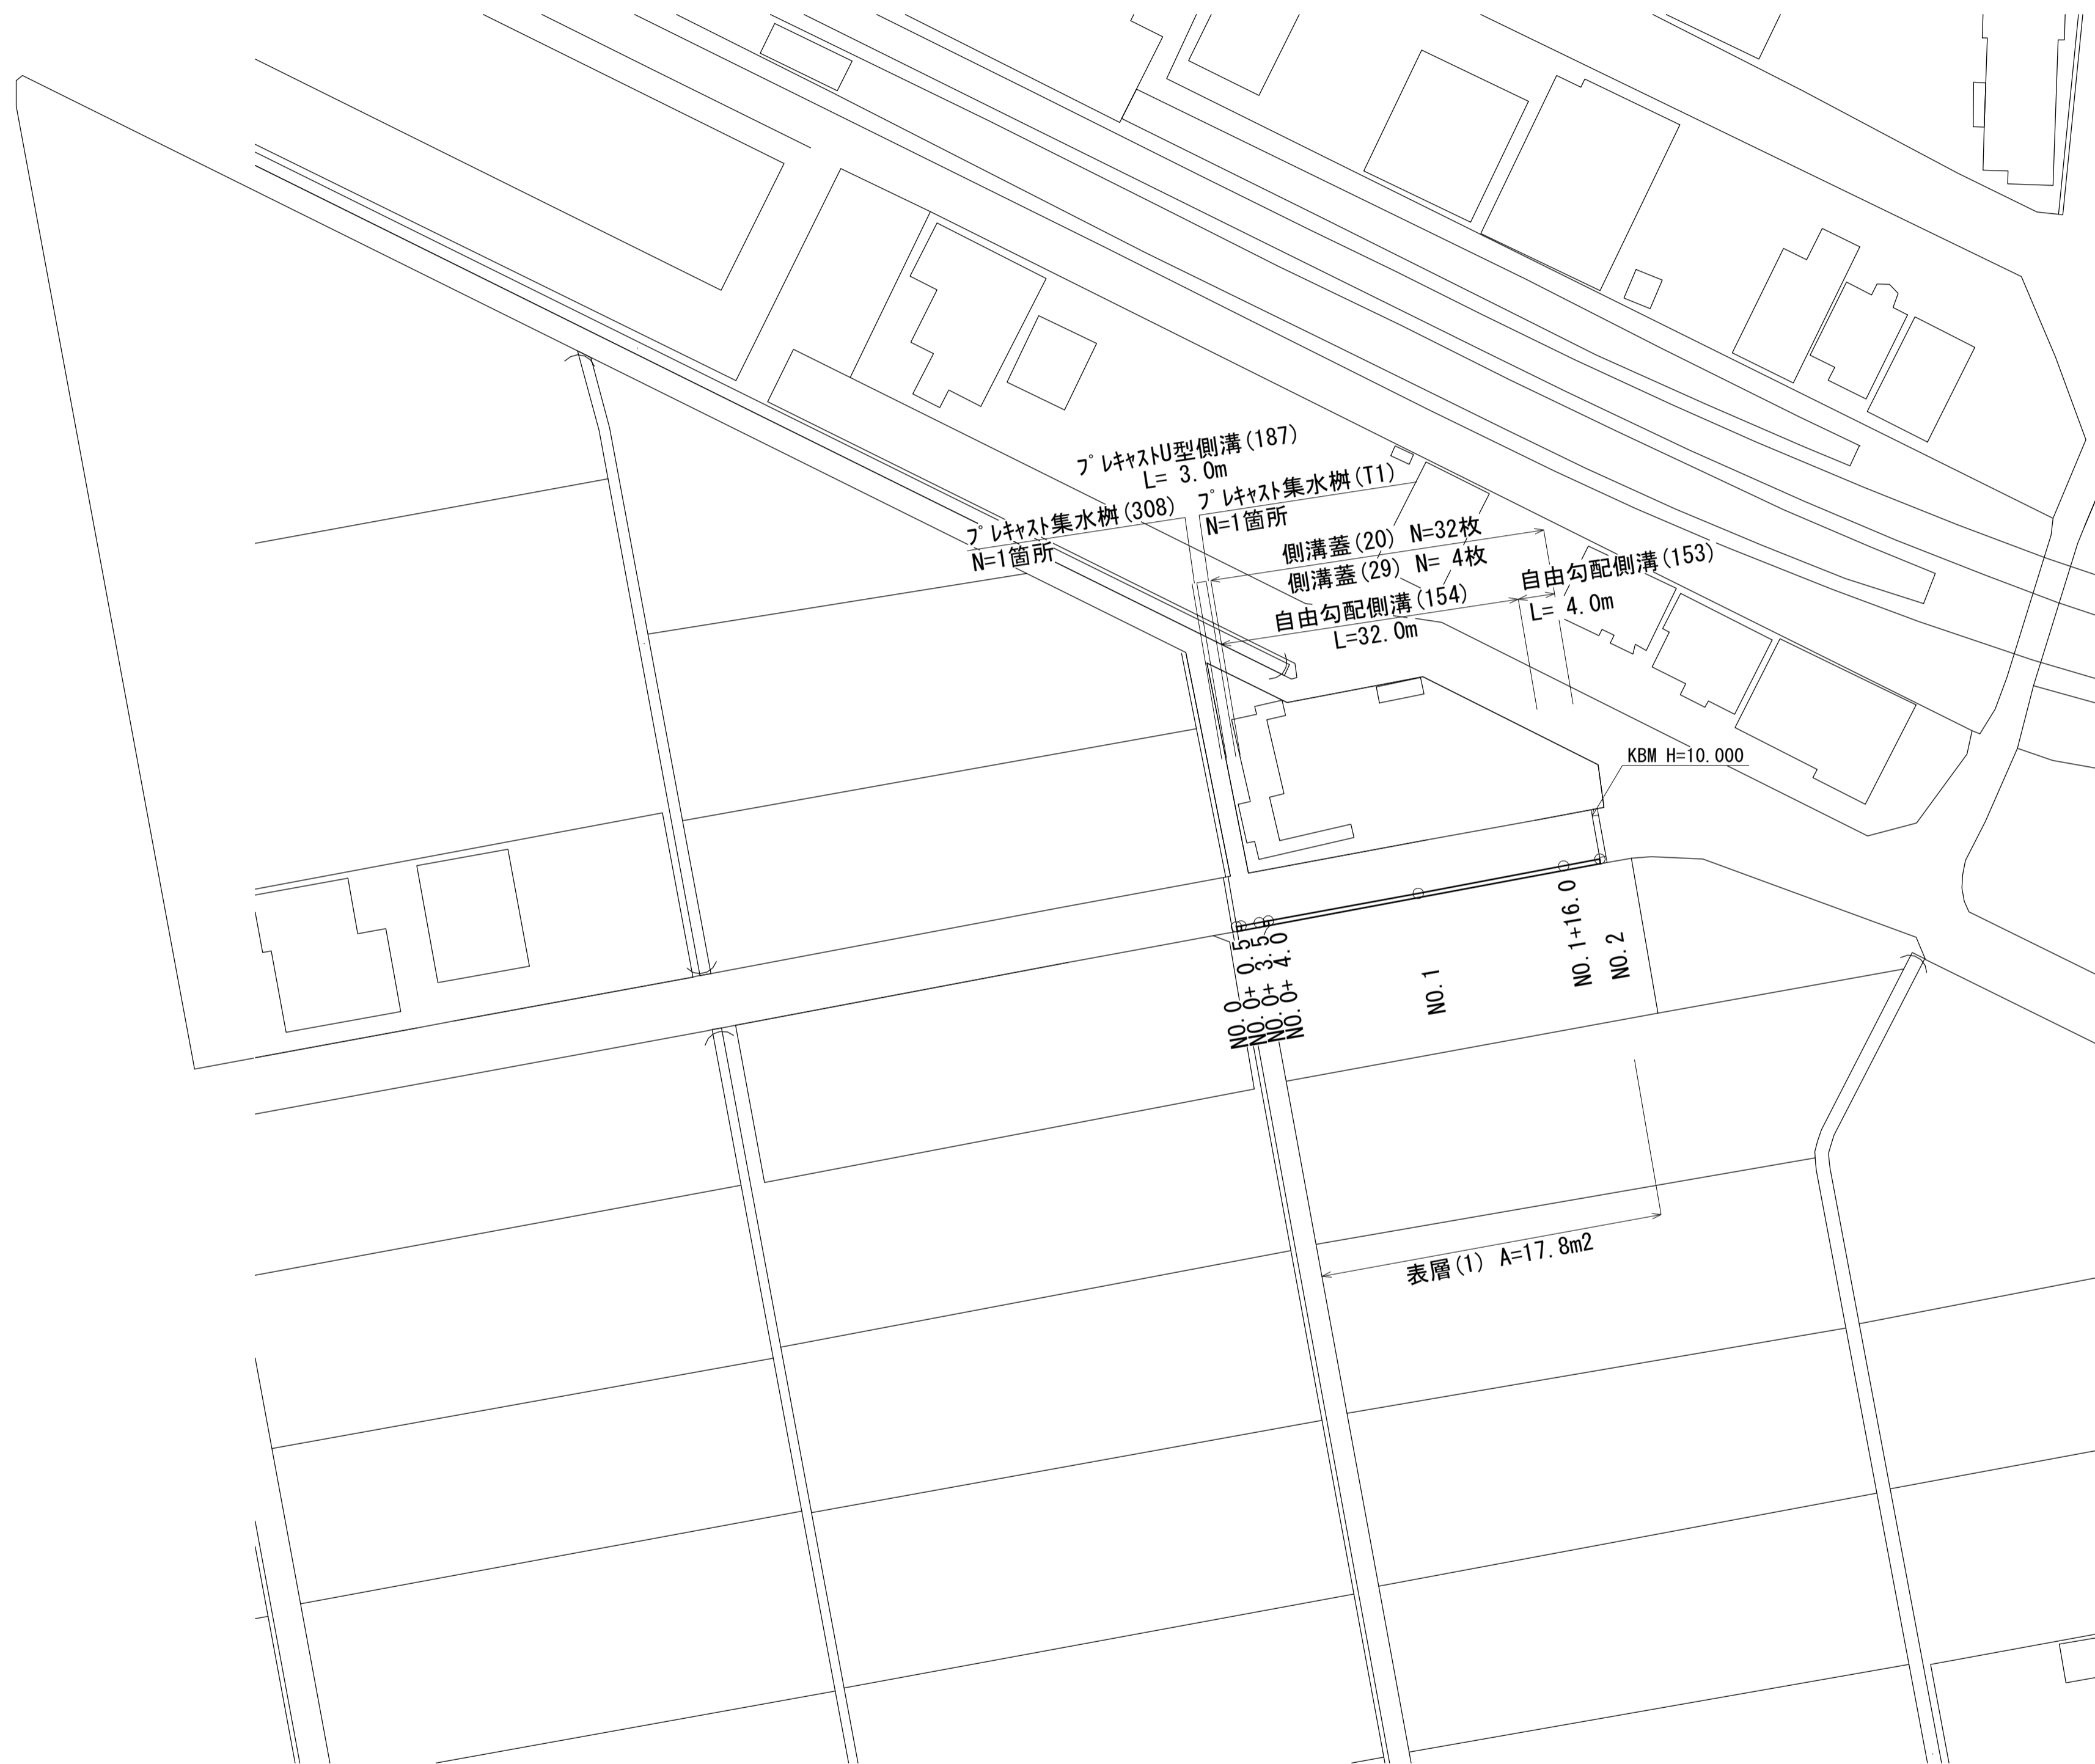 プレキャストU型側溝(187)
L= 3.0m
プレキャスト集水桝(308)
N=1箇所
プレキャスト集水桝(T1)
N=1箇所
側溝蓋(20) N=32枚
側溝蓋(29) N= 4枚
自由勾配側溝(154)
L=32.0m
自由勾配側溝(153)
L= 4.0m
KBM H=10.000
NO.0
NO.0+ 0.5
NO.0+ 3.5
NO.0+ 4.0
NO.1
NO.1+16.0
NO.2
表層(1) A=17.8m2